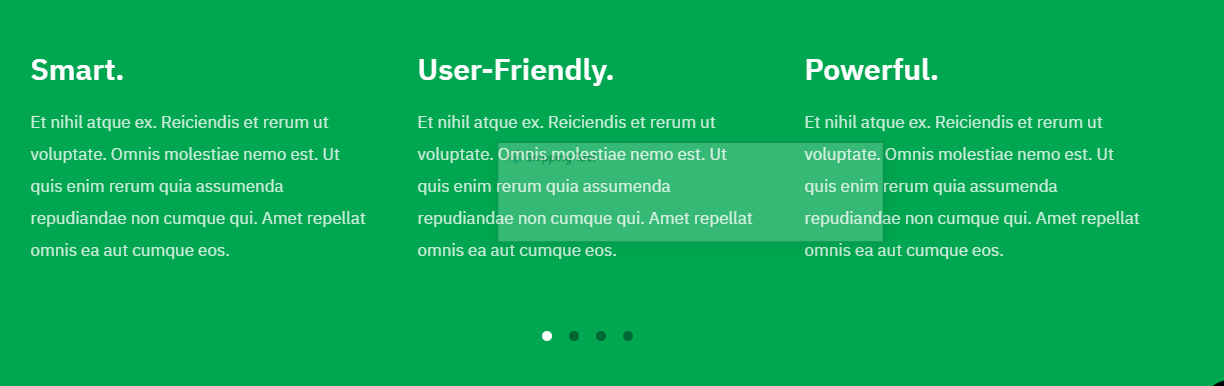 Smart.
Et nihil atque ex. Reiciendis et rerum ut
voluptate. Omnis molestiae nemo est. Ut
quis enim rerum quia assumenda
repudiandae non cumque qui. Amet repellat
omnis ea aut cumque eos.
User-Friendly.
Et nihil atque ex. Reiciendis et rerum ut
voluptate. Omnis molestiae nemo est. Ut
quis enim rerum quia assumenda
repudiandae non cumque qui. Amet repellat
omnis ea aut cumque eos.
Powerful.
Et nihil atque ex. Reiciendis et rerum ut
voluptate. Omnis molestiae nemo est. Ut
quis enim rerum quia assumenda
repudiandae non cumque qui. Amet repellat
omnis ea aut cumque eos.